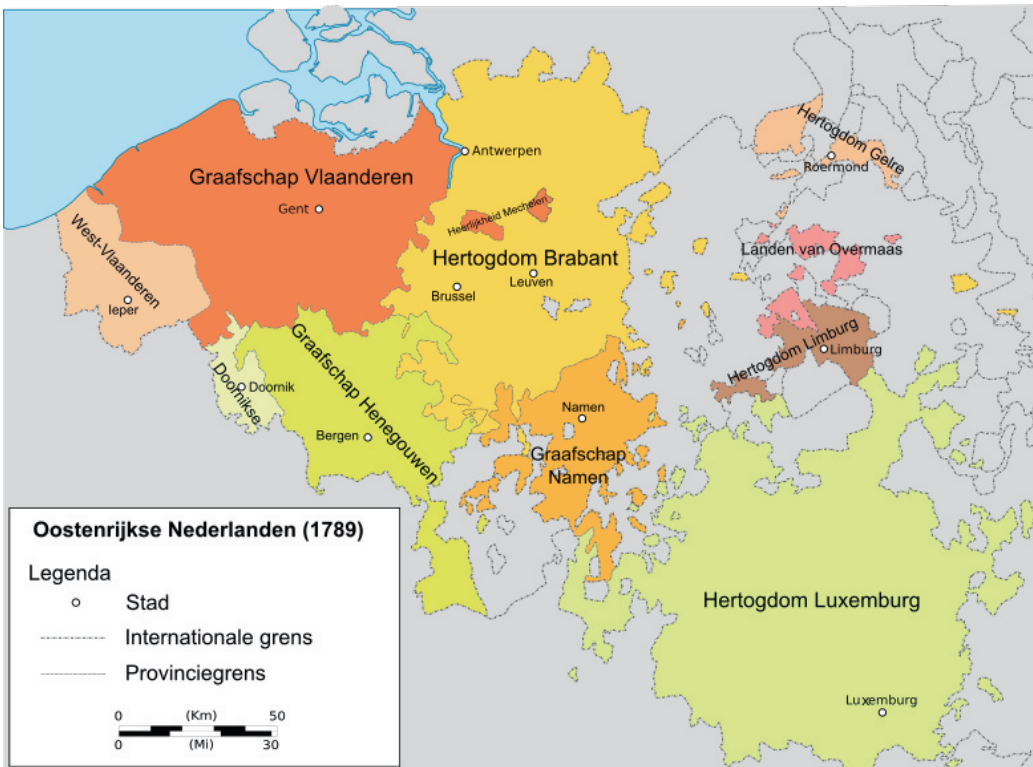 Antwerpen
Hertogdom Gelre
Roermond
Graafschap Vlaanderen
Gent
Heerlijkheid Mechelen
West-Vlaanderen
Ieper
Landen van Overmaas
Hertogdom Brabant
Leuven
Brussel
Hertogdom Limburg
Limburg
Doornikse
Doornik
Graafschap Henegouwen
Bergen
Namen
Graafschap
Namen
Hertogdom Luxemburg
Luxemburg
Oostenrijkse Nederlanden (1789)
Legenda
Stad
Internationale grens
Provinciegrens
0 (Km) 50
0 (Mi) 30